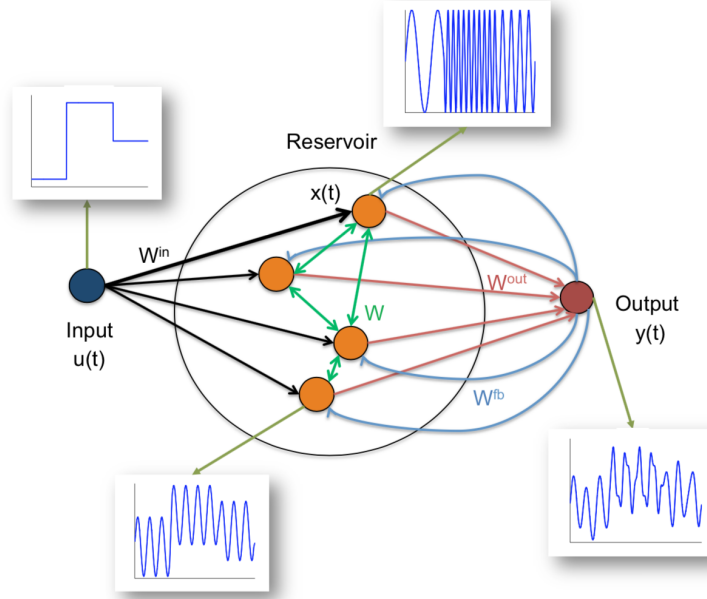 Reservoir
x(t)
W^in
W^out
W
Input
u(t)
Output
y(t)
W^fb